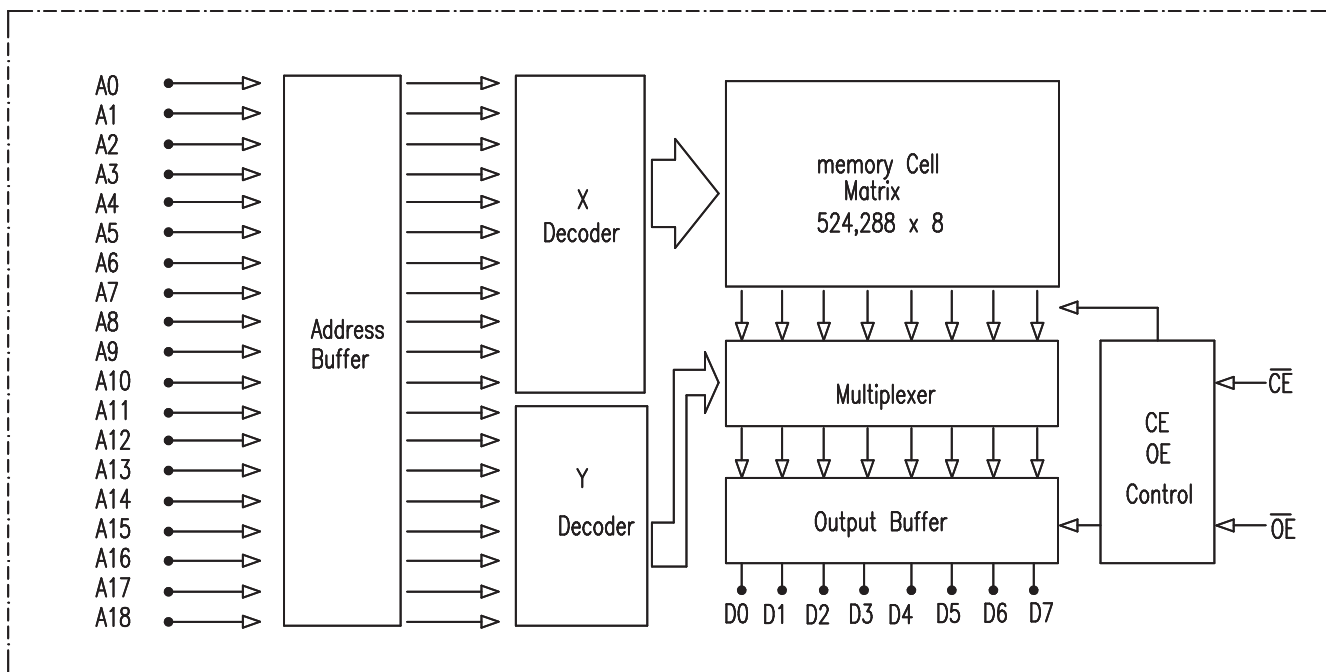 A0
A1
A2
A3
A4
A5
A6
A7
A8
A9
A10
A11
A12
A13
A14
A15
A16
A17
A18
Address
Buffer
X
Decoder
Y
Decoder
memory Cell
Matrix
524,288 x 8
Multiplexer
Output Buffer
D0 D1 D2 D3 D4 D5 D6 D7
CE
OE
Control
C̅E̅
O̅E̅